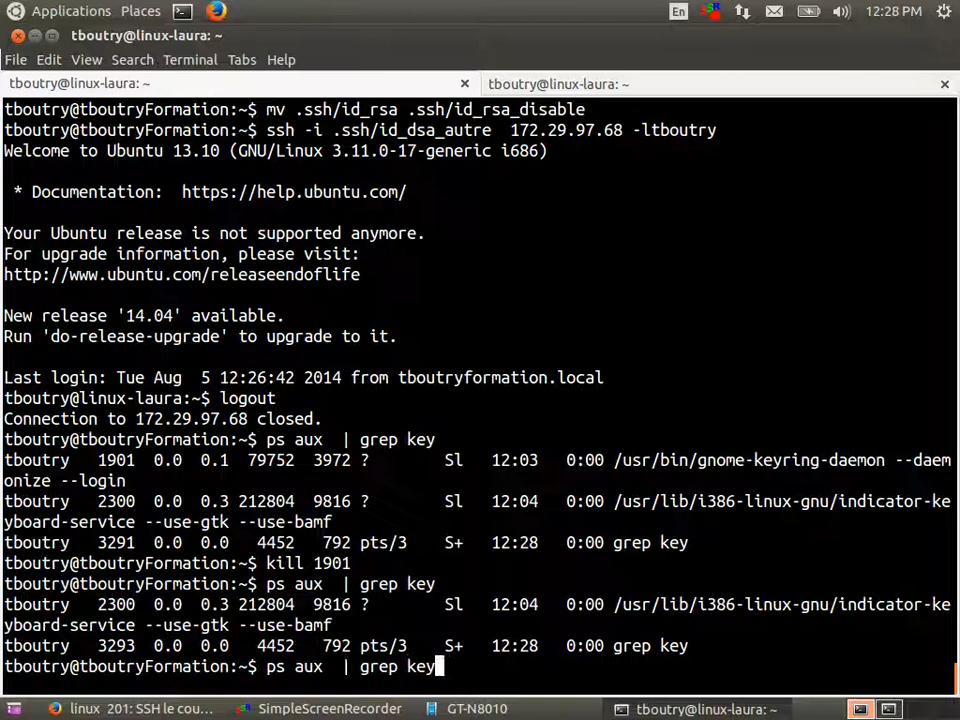 Applications Places En 12:28 PM
tboutry@linux-laura: ~
File Edit View Search Terminal Tabs Help
tboutry@linux-laura: ~ × tboutry@linux-laura: ~ ×
tboutry@tboutryFormation:~$ mv .ssh/id_rsa .ssh/id_rsa_disable
tboutry@tboutryFormation:~$ ssh -i .ssh/id_dsa_autre  172.29.97.68 -ltboutry
Welcome to Ubuntu 13.10 (GNU/Linux 3.11.0-17-generic i686)
 * Documentation:  https://help.ubuntu.com/
Your Ubuntu release is not supported anymore.
For upgrade information, please visit:
http://www.ubuntu.com/releaseendoflife
New release '14.04' available.
Run 'do-release-upgrade' to upgrade to it.
Last login: Tue Aug  5 12:26:42 2014 from tboutryformation.local
tboutry@linux-laura:~$ logout
Connection to 172.29.97.68 closed.
tboutry@tboutryFormation:~$ ps aux  | grep key
tboutry   1901  0.0  0.1  79752  3972 ?        Sl   12:03   0:00 /usr/bin/gnome-keyring-daemon --daem
onize --login
tboutry   2300  0.0  0.3 212804  9816 ?        Sl   12:04   0:00 /usr/lib/i386-linux-gnu/indicator-ke
yboard-service --use-gtk --use-bamf
tboutry   3291  0.0  0.0   4452   792 pts/3    S+   12:28   0:00 grep key
tboutry@tboutryFormation:~$ kill 1901
tboutry@tboutryFormation:~$ ps aux  | grep key
tboutry   2300  0.0  0.3 212804  9816 ?        Sl   12:04   0:00 /usr/lib/i386-linux-gnu/indicator-ke
yboard-service --use-gtk --use-bamf
tboutry   3293  0.0  0.0   4452   792 pts/3    S+   12:28   0:00 grep key
tboutry@tboutryFormation:~$ ps aux  | grep key
linux 201: SSH le cou... SimpleScreenRecorder GT-N8010 tboutry@linux-laura: ~